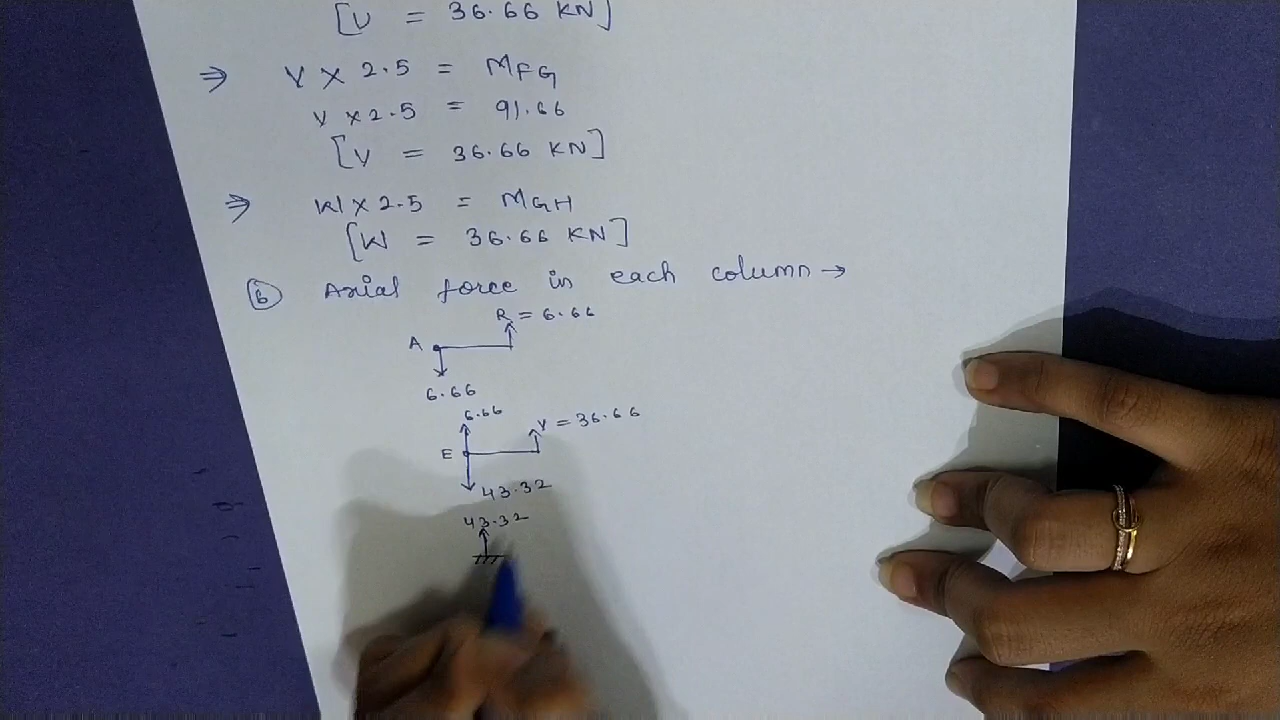 [U = 36.66 KN]
⇒ V × 2.5 = MFG
V × 2.5 = 91.66
[V = 36.66 KN]
⇒ W × 2.5 = MGH
[W = 36.66 KN]
⑥ Axial force in each column →
R = 6.66
A
6.66
6.66
V = 36.66
E
43.32
43.32